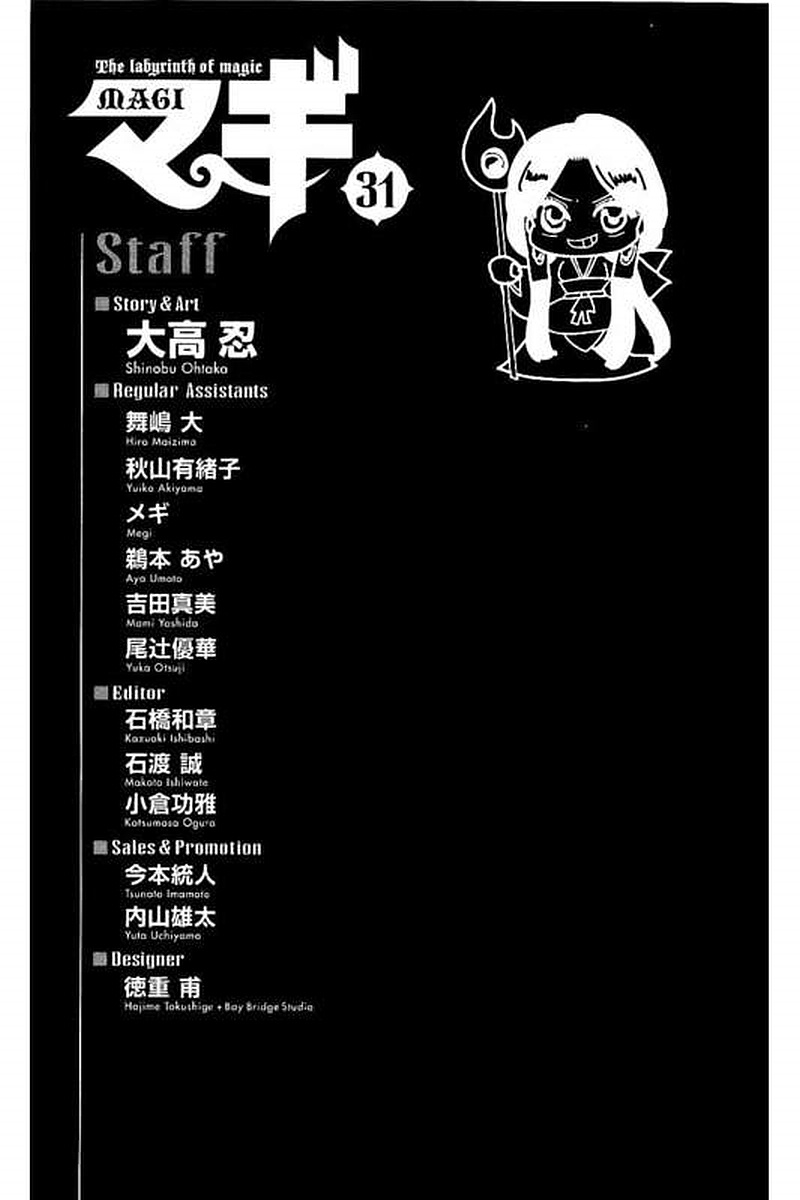 The labyrinth of magic
MAGI
マギ
31
Staff
Story & Art
大高 忍
Shinobu Ohtaka
Regular Assistants
舞嶋 大
Hiro Maizima
秋山有緒子
Yuiko Akiyama
メギ
Megi
鵜本 あや
Aya Umoto
吉田真美
Mami Yoshida
尾辻優華
Yuka Otsuji
Editor
石橋和章
Kazuaki Ishibashi
石渡 誠
Makoto Ishiwata
小倉功雅
Katsumasa Ogura
Sales & Promotion
今本統人
Tsunato Imamoto
内山雄太
Yuta Uchiyama
Designer
徳重 甫
Hajime Tokushige + Bay Bridge Studio